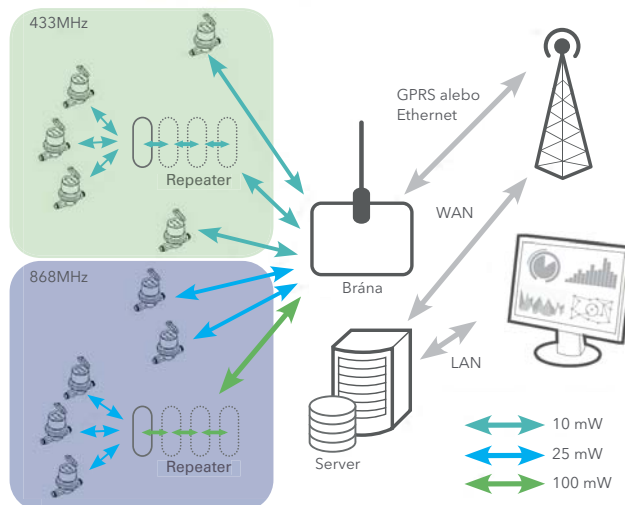 433MHz
Repeater
GPRS alebo
Ethernet
WAN
Brána
868MHz
Repeater
LAN
Server
10 mW
25 mW
100 mW